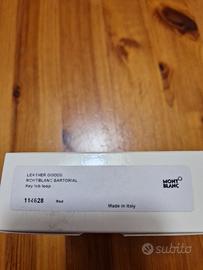 LEATHER GOODS
MONTBLANC SARTORIAL
Key fob loop
114628 Red
Made in Italy
MONT
BLANC
subito